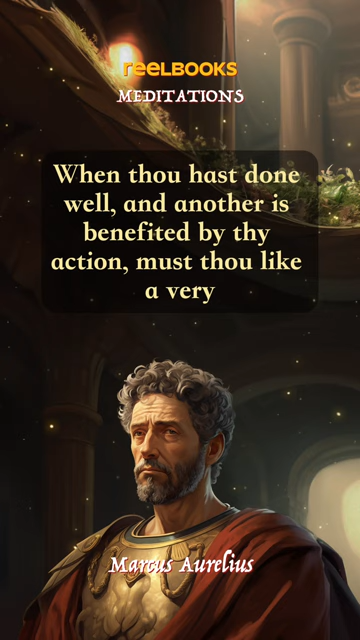 reelbooks
MEDITATIONS
When thou hast done
well, and another is
benefited by thy
action, must thou like
a very
Marcus Aurelius